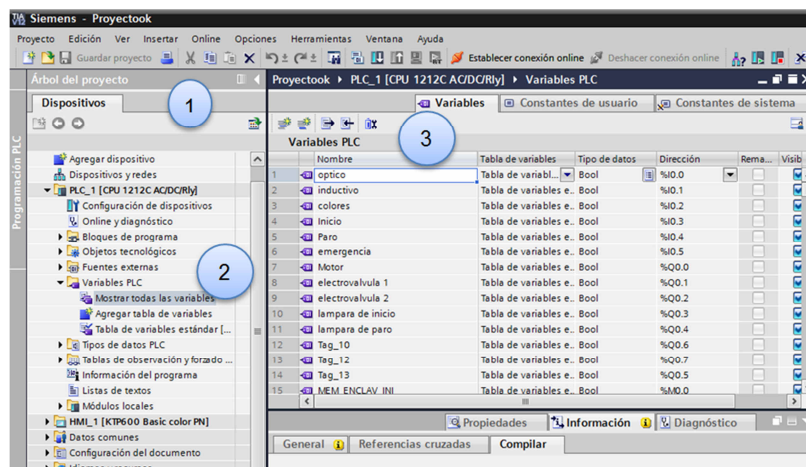 Siemens - Proyectook
Proyecto Edición Ver Insertar Online Opciones Herramientas Ventana Ayuda
Guardar proyecto Establecer conexión online Deshacer conexión online
Árbol del proyecto
Dispositivos
1
Programación PLC
Agregar dispositivo
Dispositivos y redes
PLC_1 [CPU 1212C AC/DC/Rly]
Configuración de dispositivos
Online y diagnóstico
Bloques de programa
Objetos tecnológicos
Fuentes externas
2
Variables PLC
Mostrar todas las variables
Agregar tabla de variables
Tabla de variables estándar [...
Tipos de datos PLC
Tablas de observación y forzado ...
Información del programa
Listas de textos
Módulos locales
HMI_1 [KTP600 Basic color PN]
Datos comunes
Configuración del documento
Idiomas y recursos
Proyectook PLC_1 [CPU 1212C AC/DC/Rly] Variables PLC
Variables Constantes de usuario Constantes de sistema
3
Variables PLC
Nombre Tabla de variables Tipo de datos Dirección Rema... Visib
1 optico Tabla de variabl... Bool %I0.0
2 inductivo Tabla de variables e.. Bool %I0.1
3 colores Tabla de variables e.. Bool %I0.2
4 Inicio Tabla de variables e.. Bool %I0.3
5 Paro Tabla de variables e.. Bool %I0.4
6 emergencia Tabla de variables e.. Bool %I0.5
7 Motor Tabla de variables e.. Bool %Q0.0
8 electrovalvula 1 Tabla de variables e.. Bool %Q0.1
9 electrovalvula 2 Tabla de variables e.. Bool %Q0.2
10 lampara de inicio Tabla de variables e.. Bool %Q0.3
11 lampara de paro Tabla de variables e.. Bool %Q0.4
12 Tag_10 Tabla de variables e.. Bool %Q0.6
13 Tag_12 Tabla de variables e.. Bool %Q0.7
14 Tag_13 Tabla de variables e.. Bool %Q0.5
15 MEM ENCLAV INI Tabla de variables e.. Bool %M0.0
Propiedades Información Diagnóstico
General Referencias cruzadas Compilar